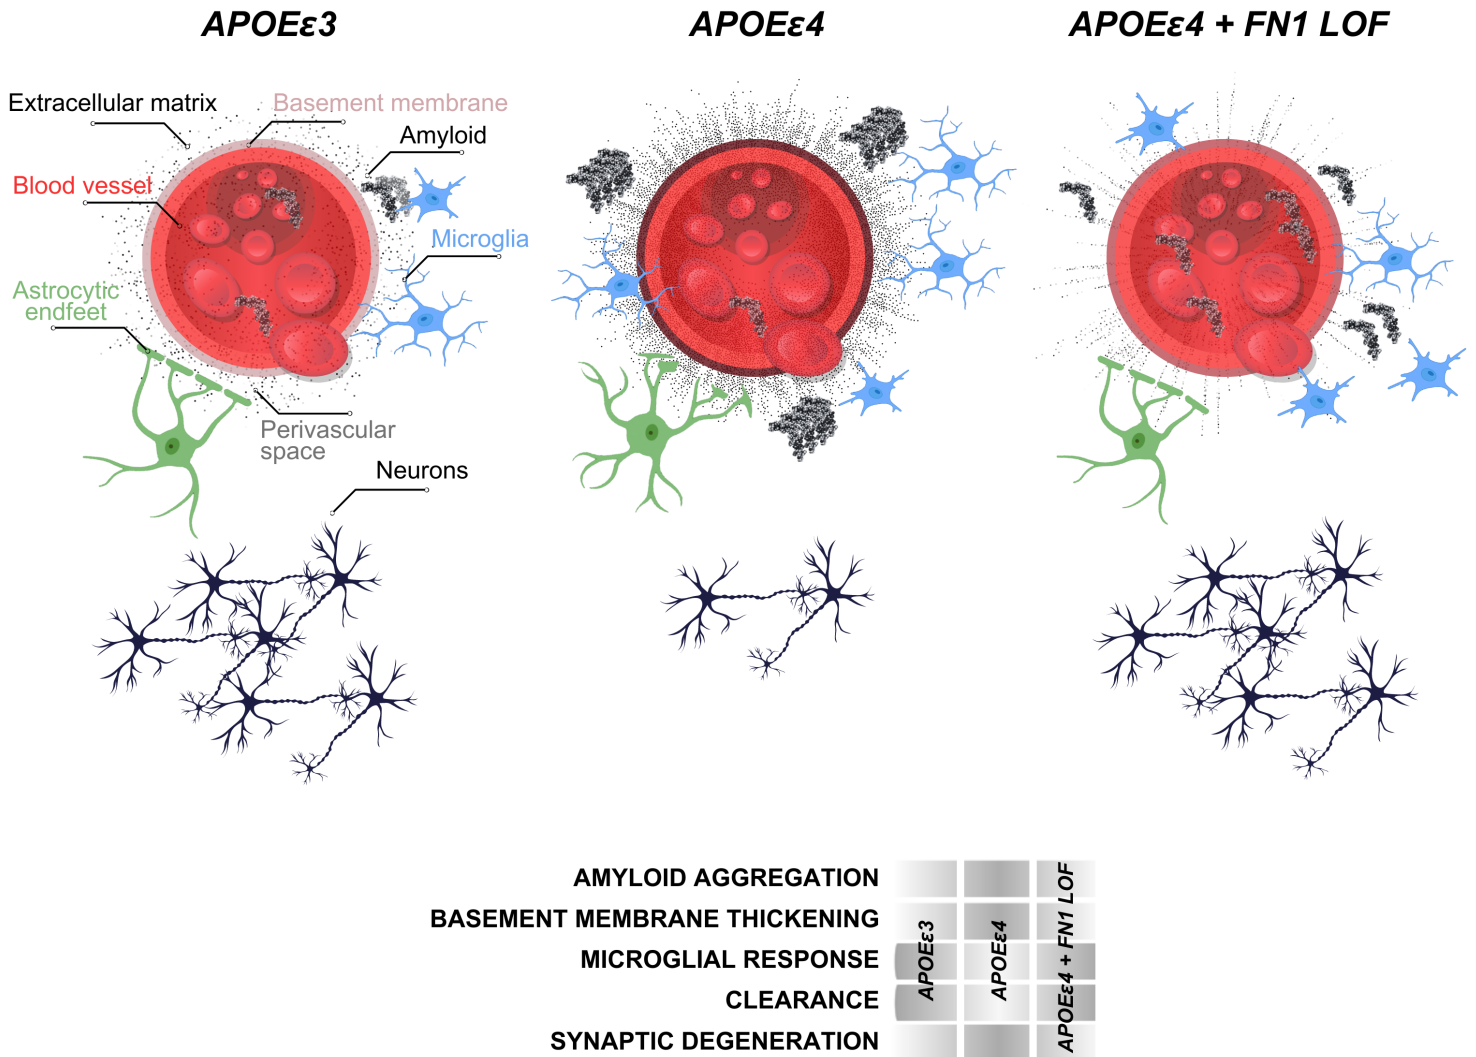 APOEε3
APOEε4
APOEε4 + FN1 LOF
Extracellular matrix
Basement membrane
Amyloid
Blood vessel
Microglia
Astrocytic
endfeet
Perivascular
space
Neurons
AMYLOID AGGREGATION
BASEMENT MEMBRANE THICKENING
MICROGLIAL RESPONSE
CLEARANCE
SYNAPTIC DEGENERATION
APOEε3
APOEε4
APOEε4 + FN1 LOF